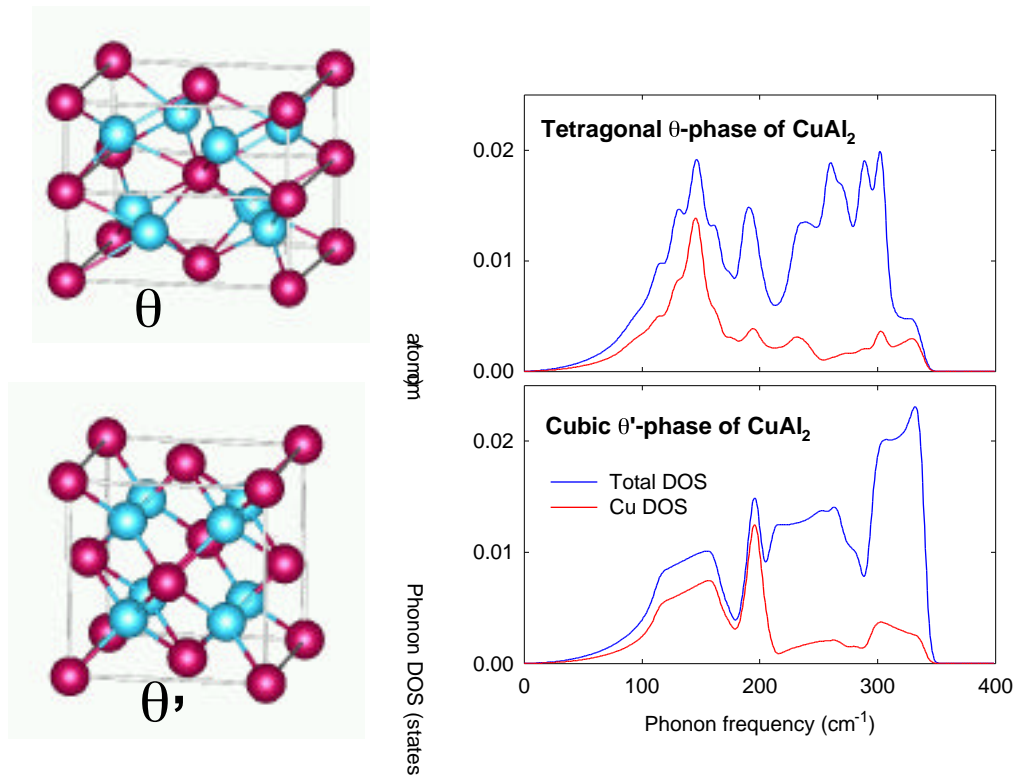 θ
θ'
Tetragonal θ-phase of CuAl₂
0.02
0.01
0.00
Cubic θ'-phase of CuAl₂
Total DOS
Cu DOS
0.02
0.01
0.00
0 100 200 300 400
Phonon frequency (cm⁻¹)
Phonon DOS (states